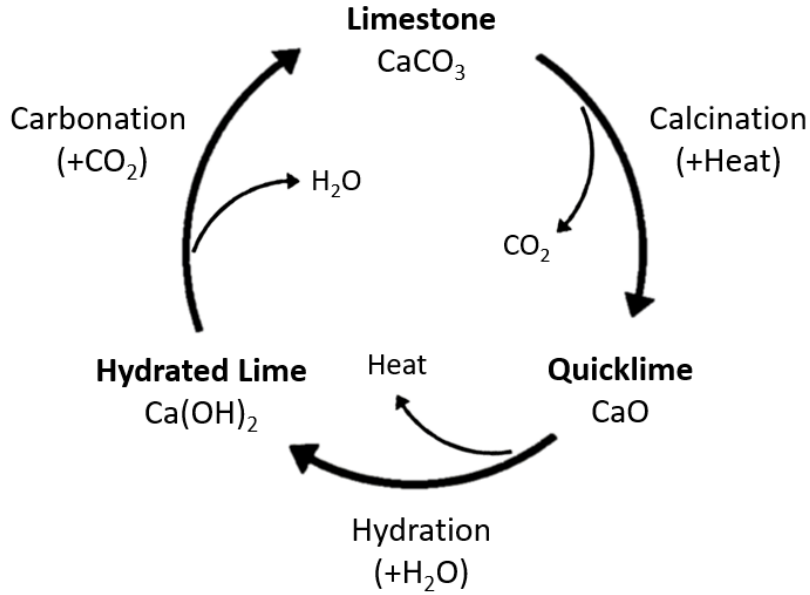 Limestone
CaCO₃
Carbonation
(+CO₂)
Calcination
(+Heat)
H₂O
CO₂
Hydrated Lime
Ca(OH)₂
Heat
Quicklime
CaO
Hydration
(+H₂O)